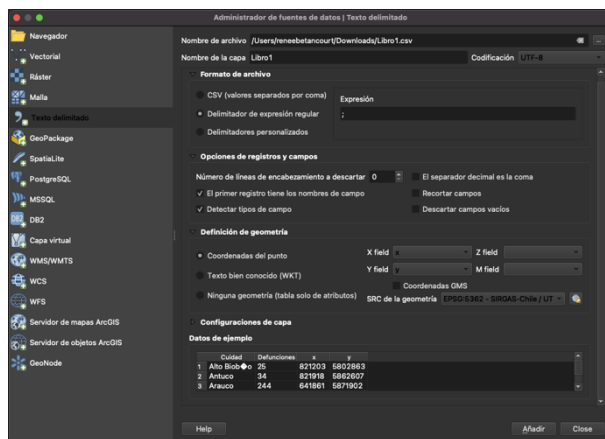 Administrador de fuentes de datos | Texto delimitado
Navegador
Vectorial
Ráster
Malla
Texto delimitado
GeoPackage
SpatiaLite
PostgreSQL
MSSQL
DB2
Capa virtual
WMS/WMTS
WCS
WFS
Servidor de mapas ArcGIS
Servidor de objetos ArcGIS
GeoNode
Nombre de archivo /Users/reneebetancourt/Downloads/Libro1.csv ...
Nombre de la capa Libro1 Codificación UTF-8
Formato de archivo
CSV (valores separados por coma)
Delimitador de expresión regular
Delimitadores personalizados
Expresión
;
Opciones de registros y campos
Número de líneas de encabezamiento a descartar 0
El separador decimal es la coma
El primer registro tiene los nombres de campo
Recortar campos
Detectar tipos de campo
Descartar campos vacíos
Definición de geometría
Coordenadas del punto
Texto bien conocido (WKT)
Ninguna geometría (tabla solo de atributos)
X field x Z field
Y field y M field
Coordenadas GMS
SRC de la geometría EPSG:5362 - SIRGAS-Chile / UT
Configuraciones de capa
Datos de ejemplo
Cuidad Defunciones x y
1 Alto Biob�o 25 821203 5802863
2 Antuco 34 821918 5862607
3 Arauco 244 641861 5871902
Help Añadir Close